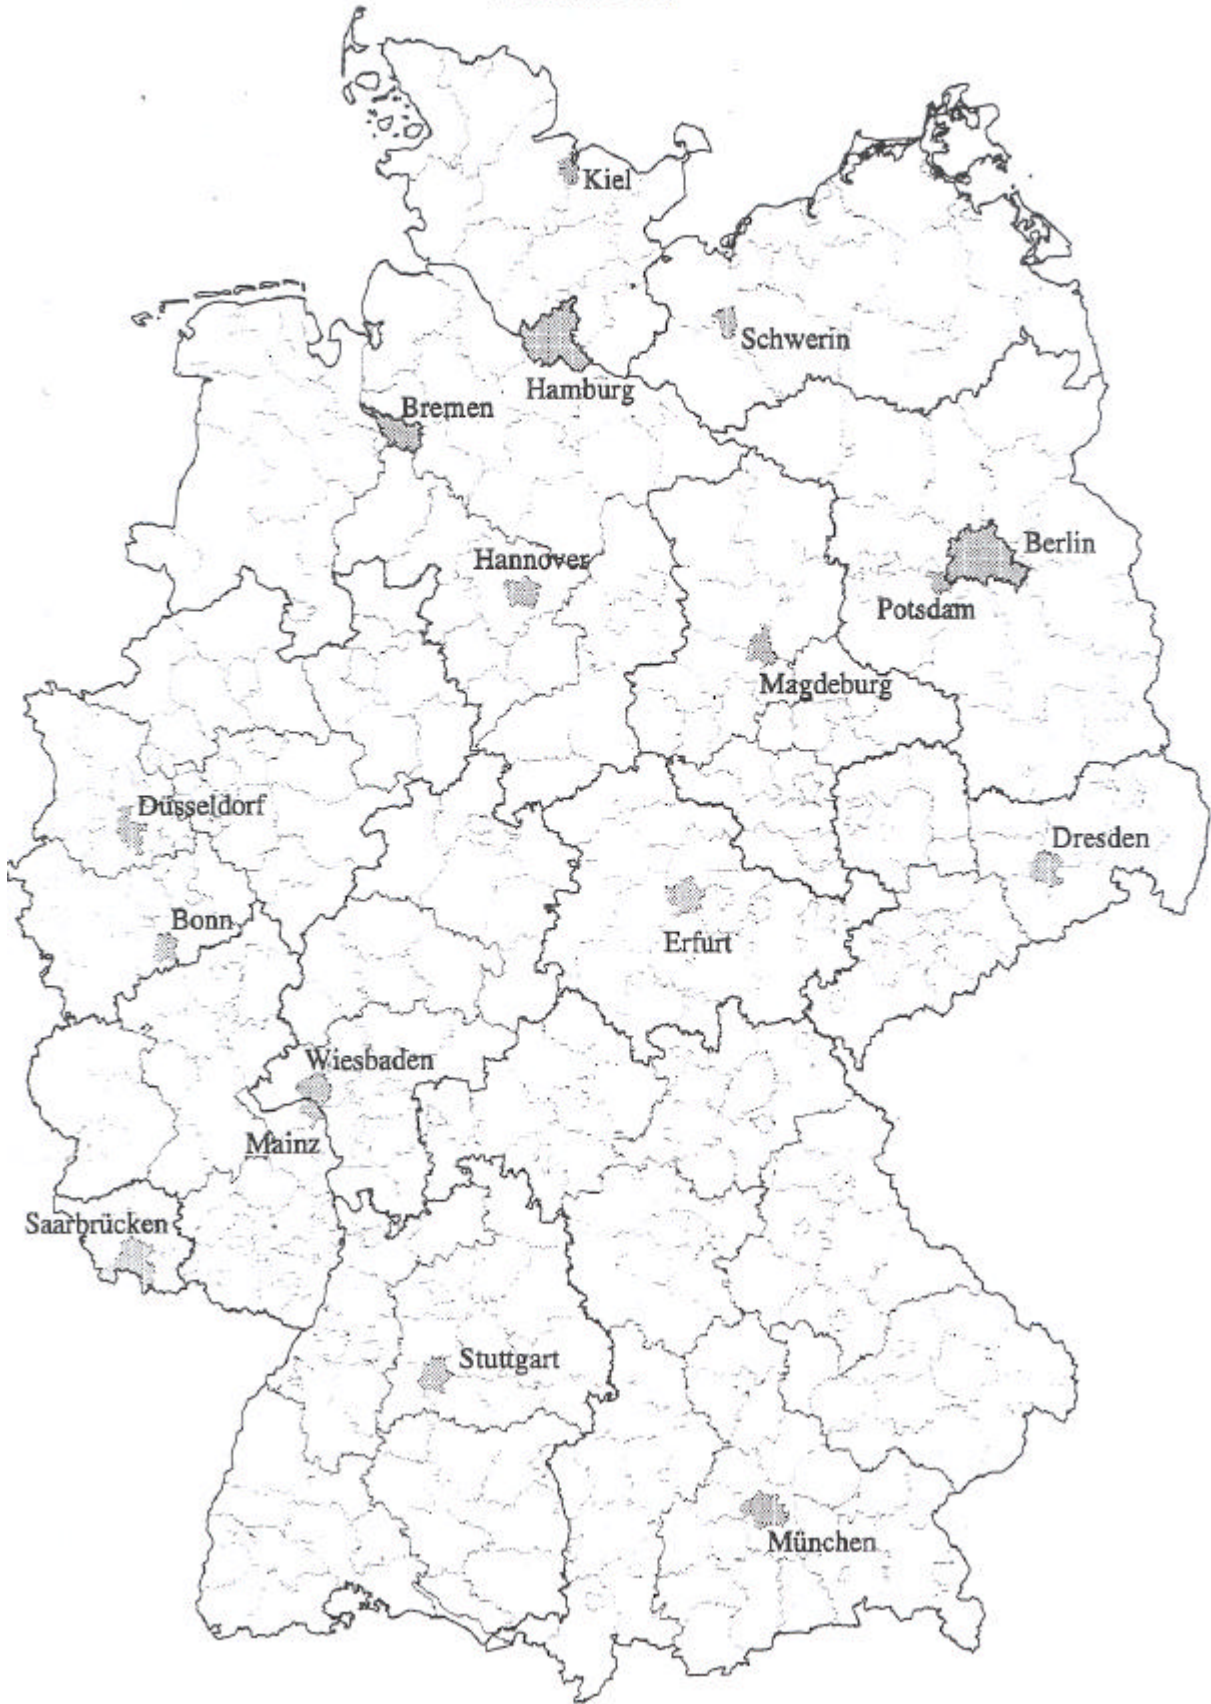 Kiel
Schwerin
Hamburg
Bremen
Hannover
Berlin
Potsdam
Magdeburg
Düsseldorf
Dresden
Bonn
Erfurt
Wiesbaden
Mainz
Saarbrücken
Stuttgart
München